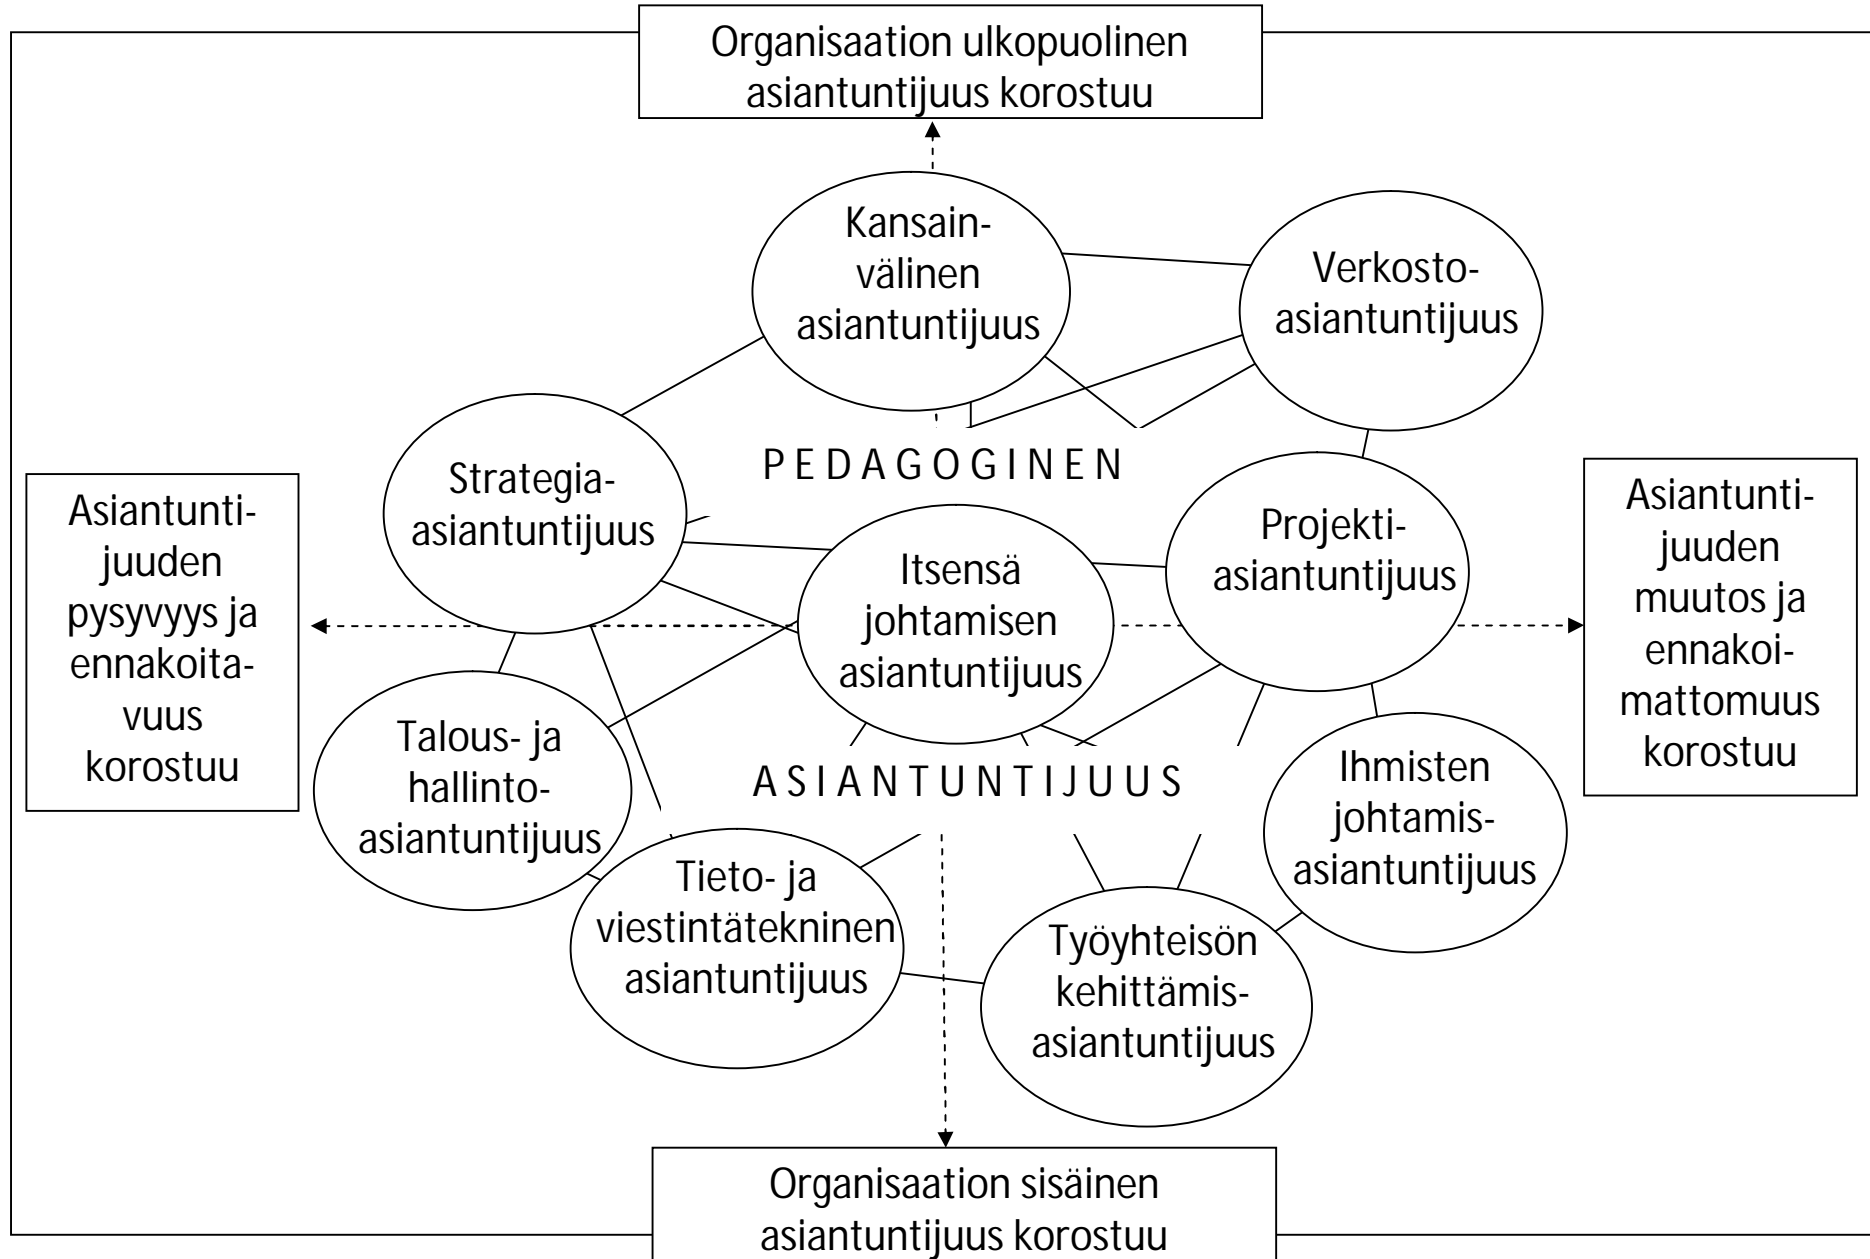 Organisaation ulkopuolinen
asiantuntijuus korostuu
Kansain-
välinen
asiantuntijuus
Verkosto-
asiantuntijuus
Strategia-
asiantuntijuus
PEDAGOGINEN
Projekti-
asiantuntijuus
Asiantunti-
juuden
pysyvyys ja
ennakoita-
vuus
korostuu
Itsensä
johtamisen
asiantuntijuus
Asiantunti-
juuden
muutos ja
ennakoi-
mattomuus
korostuu
Talous- ja
hallinto-
asiantuntijuus
ASIANTUNTIJUUS
Ihmisten
johtamis-
asiantuntijuus
Tieto- ja
viestintätekninen
asiantuntijuus
Työyhteisön
kehittämis-
asiantuntijuus
Organisaation sisäinen
asiantuntijuus korostuu